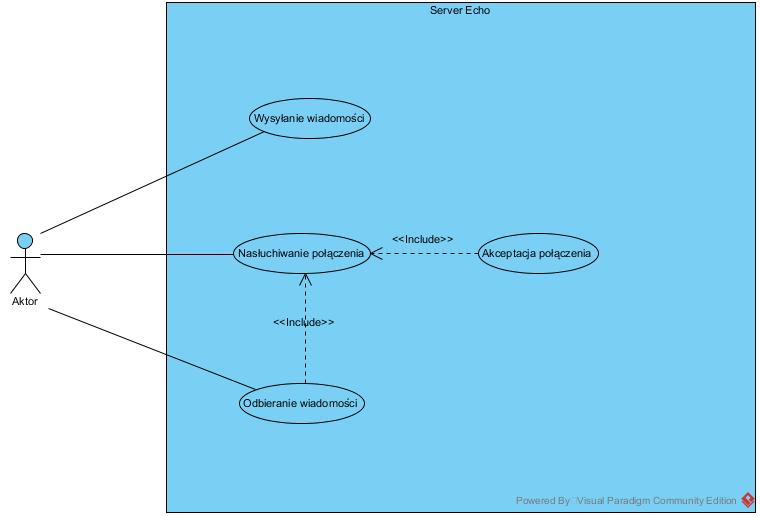 Server Echo
Wysyłanie wiadomości
<<Include>>
Nasłuchiwanie połączenia
Akceptacja połączenia
Aktor
<<Include>>
Odbieranie wiadomości
Powered By Visual Paradigm Community Edition